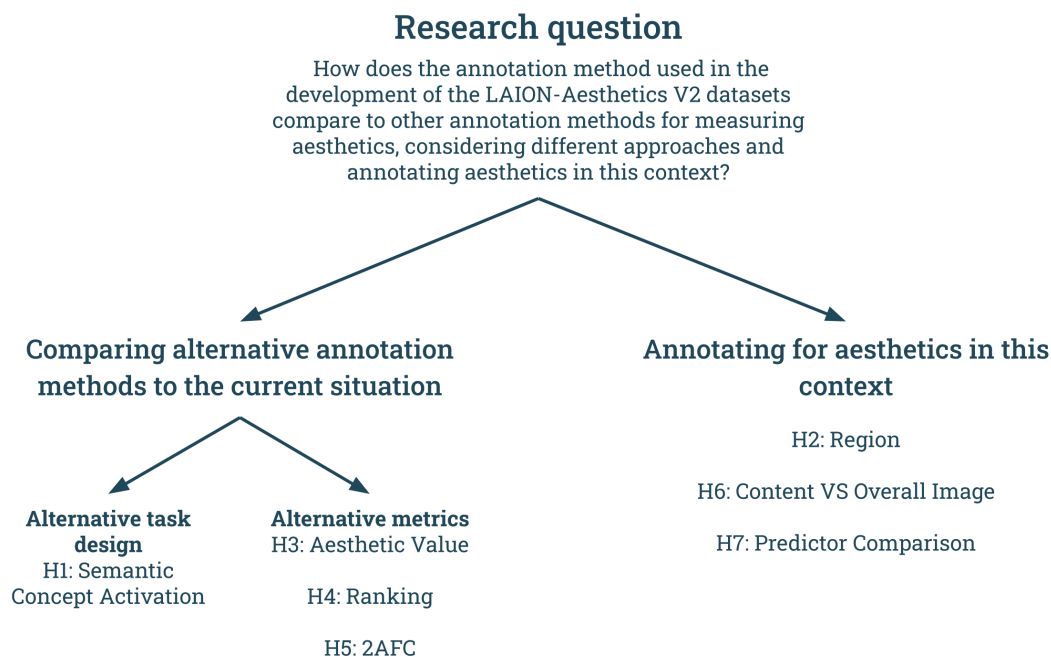 Research question
How does the annotation method used in the
development of the LAION-Aesthetics V2 datasets
compare to other annotation methods for measuring
aesthetics, considering different approaches and
annotating aesthetics in this context?
Comparing alternative annotation
methods to the current situation
Alternative task
design
H1: Semantic
Concept Activation
Alternative metrics
H3: Aesthetic Value
H4: Ranking
H5: 2AFC
Annotating for aesthetics in this
context
H2: Region
H6: Content VS Overall Image
H7: Predictor Comparison